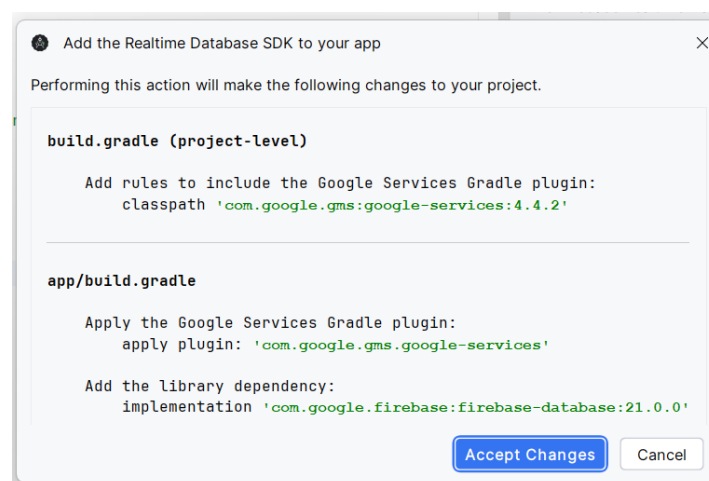 Add the Realtime Database SDK to your app
Performing this action will make the following changes to your project.
build.gradle (project-level)
Add rules to include the Google Services Gradle plugin:
classpath 'com.google.gms:google-services:4.4.2'
app/build.gradle
Apply the Google Services Gradle plugin:
apply plugin: 'com.google.gms.google-services'
Add the library dependency:
implementation 'com.google.firebase:firebase-database:21.0.0'
Accept Changes
Cancel